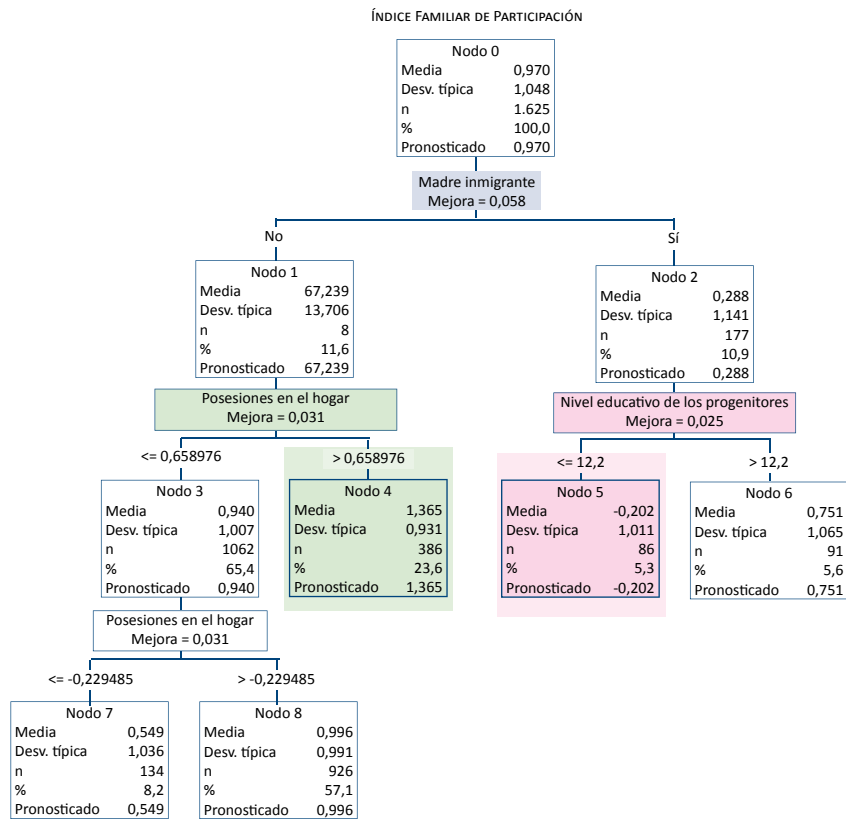 ÍNDICE FAMILIAR DE PARTICIPACIÓN
Nodo 0
Media 0,970
Desv. típica 1,048
n 1.625
% 100,0
Pronosticado 0,970
Madre inmigrante
Mejora = 0,058
No
Sí
Nodo 1
Media 67,239
Desv. típica 13,706
n 8
% 11,6
Pronosticado 67,239
Nodo 2
Media 0,288
Desv. típica 1,141
n 177
% 10,9
Pronosticado 0,288
Posesiones en el hogar
Mejora = 0,031
Nivel educativo de los progenitores
Mejora = 0,025
<= 0,658976
> 0,658976
<= 12,2
> 12,2
Nodo 3
Media 0,940
Desv. típica 1,007
n 1062
% 65,4
Pronosticado 0,940
Nodo 4
Media 1,365
Desv. típica 0,931
n 386
% 23,6
Pronosticado 1,365
Nodo 5
Media -0,202
Desv. típica 1,011
n 86
% 5,3
Pronosticado -0,202
Nodo 6
Media 0,751
Desv. típica 1,065
n 91
% 5,6
Pronosticado 0,751
Posesiones en el hogar
Mejora = 0,031
<= -0,229485
> -0,229485
Nodo 7
Media 0,549
Desv. típica 1,036
n 134
% 8,2
Pronosticado 0,549
Nodo 8
Media 0,996
Desv. típica 0,991
n 926
% 57,1
Pronosticado 0,996